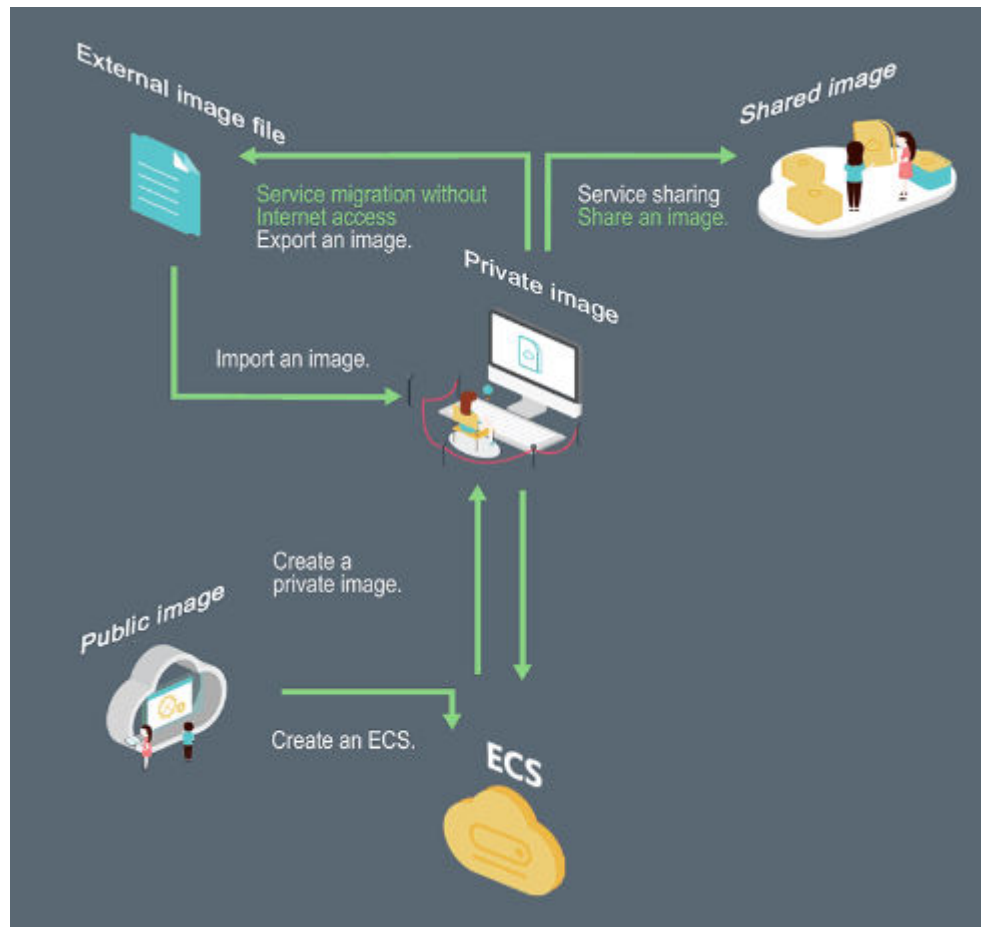 External image file
Shared image
Service migration without
Internet access
Export an image.
Service sharing
Share an image.
Private image
Import an image.
Create a
private image.
Public image
Create an ECS.
ECS